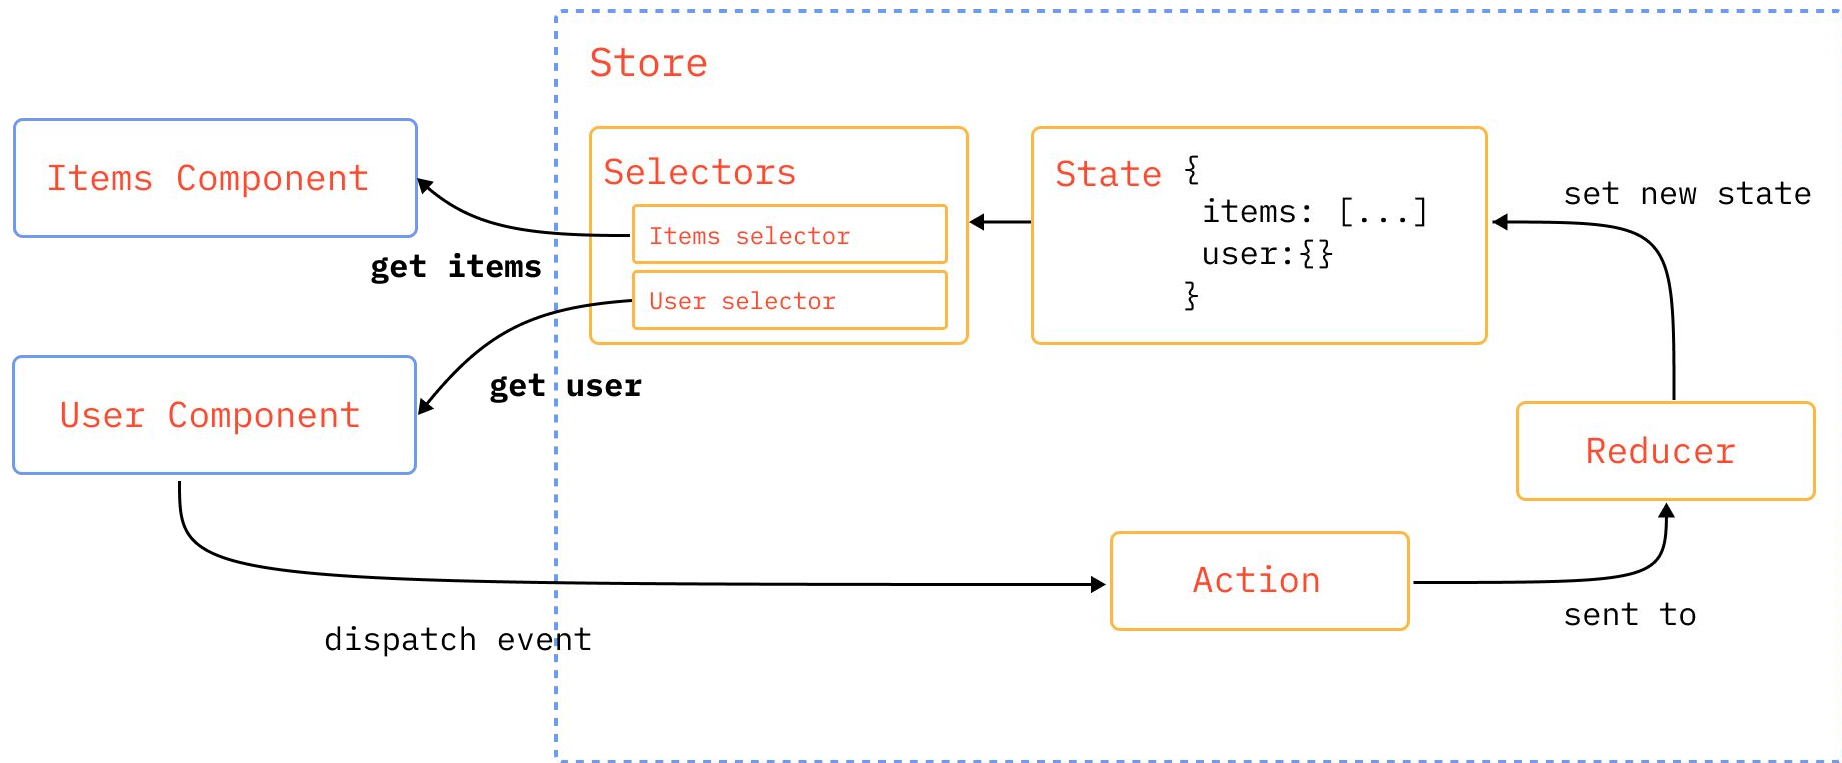 Store
Items Component
Selectors
Items selector
User selector
State {
items: [...]
user:{}
}
set new state
get items
get user
User Component
Reducer
Action
sent to
dispatch event